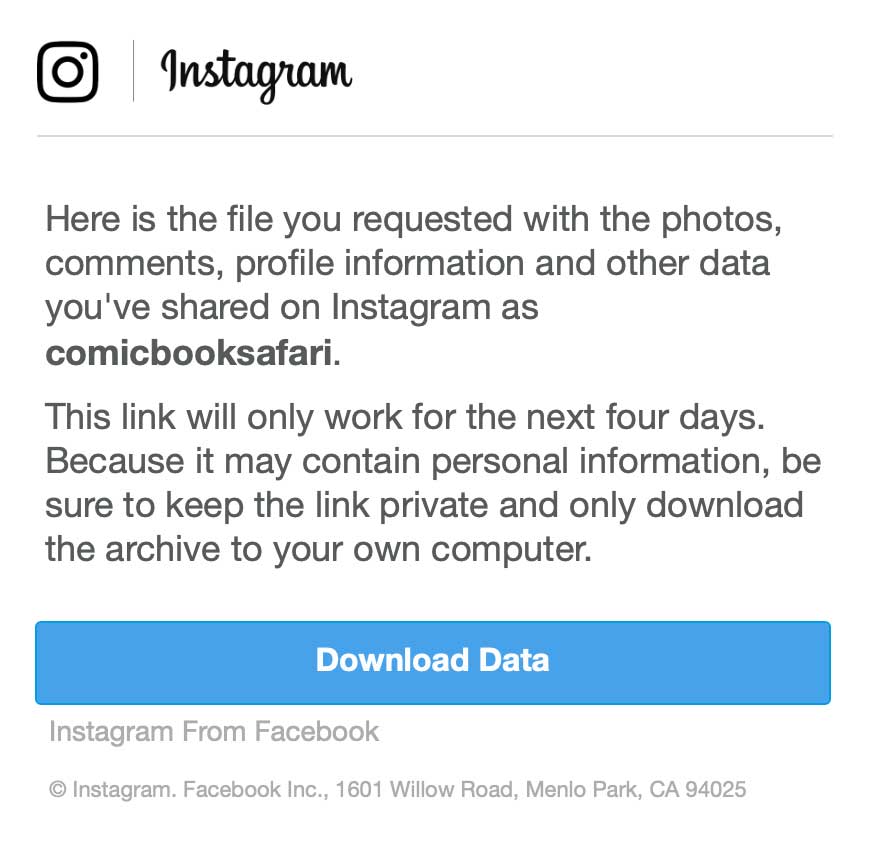 Instagram
Here is the file you requested with the photos,
comments, profile information and other data
you've shared on Instagram as
comicbooksafari.
This link will only work for the next four days.
Because it may contain personal information, be
sure to keep the link private and only download
the archive to your own computer.
Download Data
Instagram From Facebook
© Instagram. Facebook Inc., 1601 Willow Road, Menlo Park, CA 94025